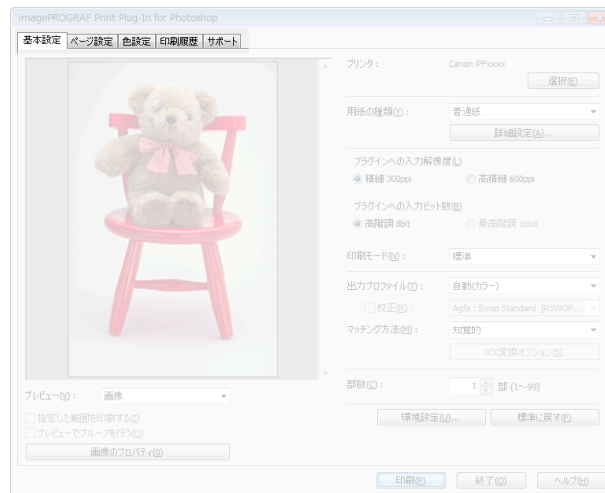 imagePROGRAF Print Plug-In for Photoshop
基本設定 ページ設定 色設定 印刷履歴 サポート
プリンタ: Canon iPFxxxx
選択(E)
用紙の種類(Y): 普通紙
詳細設定(A)...
プラグインへの入力解像度(L)
精細 300ppi 高精細 600ppi
プラグインへの入力ビット数(B)
高階調 8bit 最高階調 16bit
印刷モード(N): 標準
出力プロファイル(T): 自動(カラー)
校正(R): Agfa : Swop Standard [RSWOP...
マッチング方法(M): 知覚的
ICC変換オプション(S)
部数(C): 1 部 (1～99)
プレビュー(V): 画像
指定した範囲を印刷する(I)
プレビューでプルーフを行う(O)
画像のプロパティ(0)
環境設定(U)... 標準に戻す(F)
印刷(P) 終了(Q) ヘルプ(H)